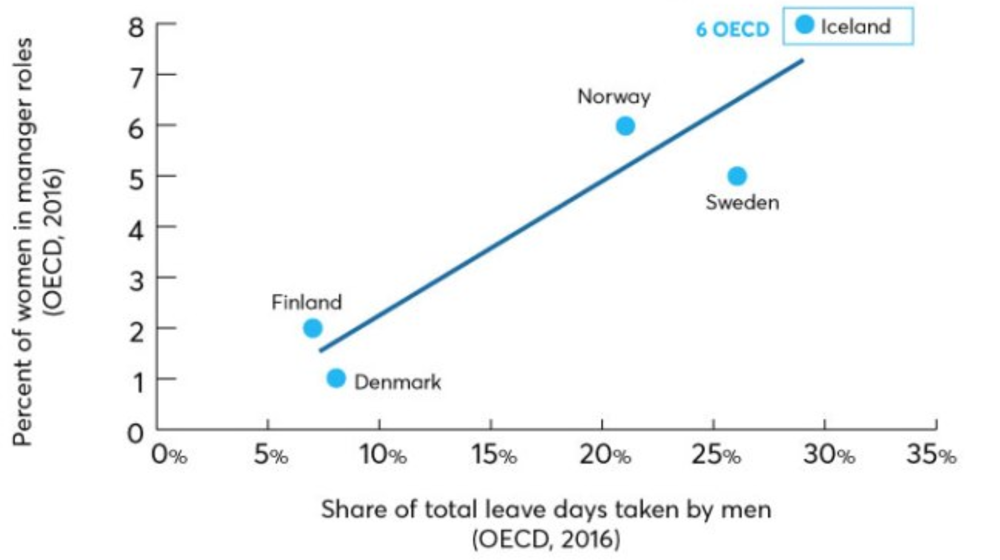 Percent of women in manager roles
(OECD, 2016)
8
7
6
5
4
3
2
1
0
6 OECD
Iceland
Norway
Sweden
Finland
Denmark
0% 5% 10% 15% 20% 25% 30% 35%
Share of total leave days taken by men
(OECD, 2016)